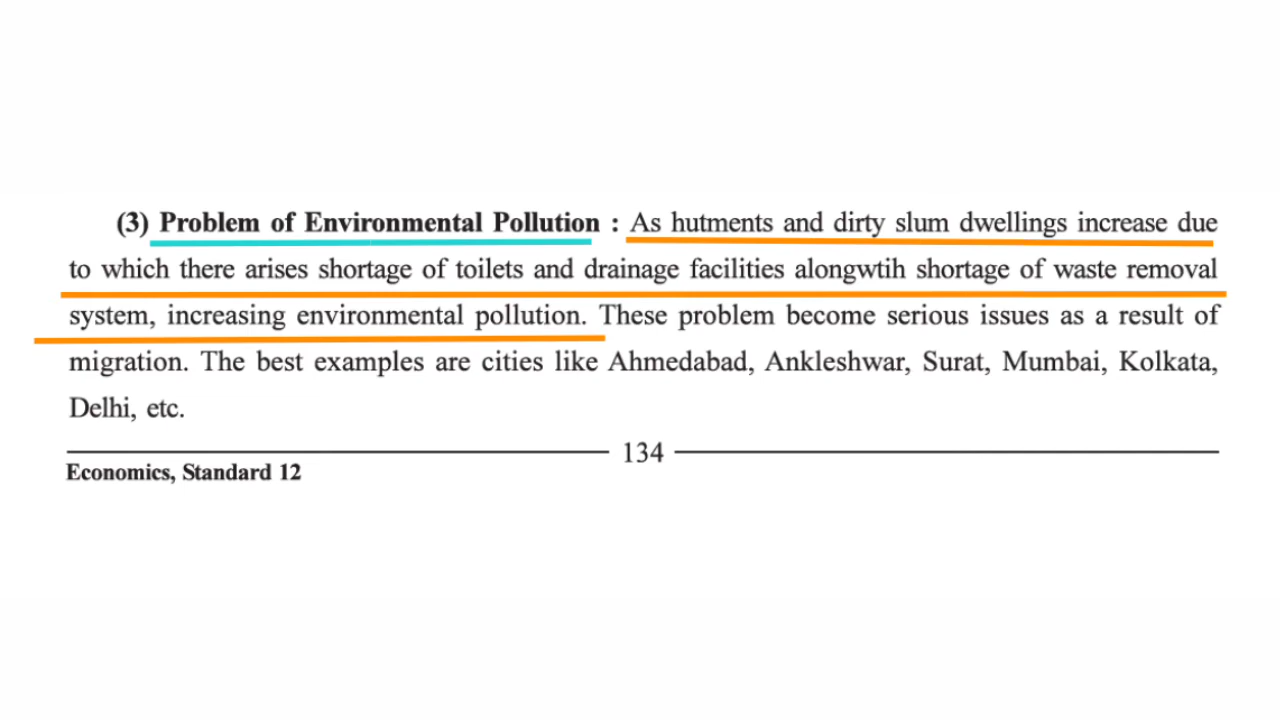 (3) Problem of Environmental Pollution : As hutments and dirty slum dwellings increase due
to which there arises shortage of toilets and drainage facilities alongwtih shortage of waste removal
system, increasing environmental pollution. These problem become serious issues as a result of
migration. The best examples are cities like Ahmedabad, Ankleshwar, Surat, Mumbai, Kolkata,
Delhi, etc.
134
Economics, Standard 12